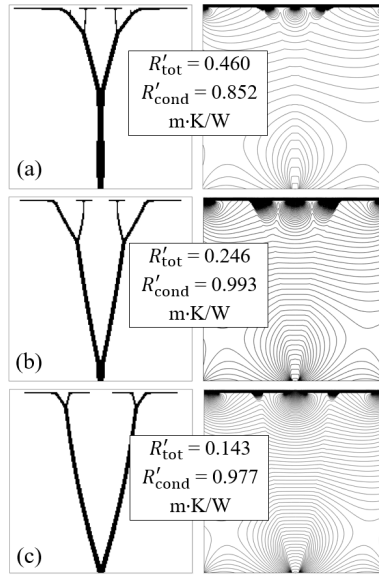 R′tot = 0.460
R′cond = 0.852
m·K/W
(a)
R′tot = 0.246
R′cond = 0.993
m·K/W
(b)
R′tot = 0.143
R′cond = 0.977
m·K/W
(c)